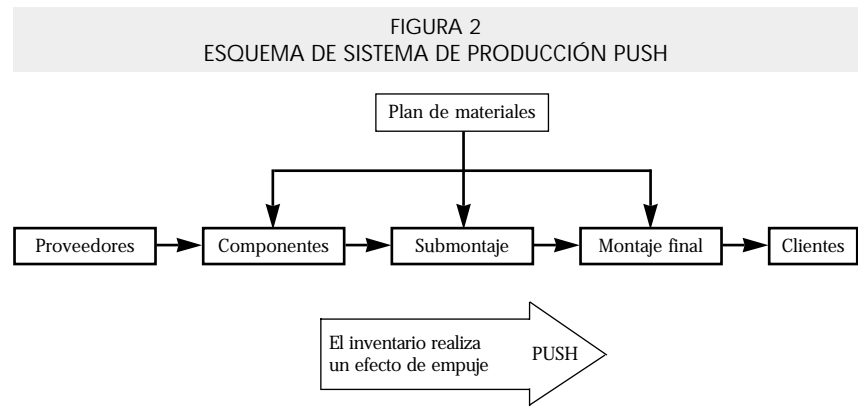 FIGURA 2
ESQUEMA DE SISTEMA DE PRODUCCIÓN PUSH
Plan de materiales
Proveedores
Componentes
Submontaje
Montaje final
Clientes
El inventario realiza
un efecto de empuje
PUSH